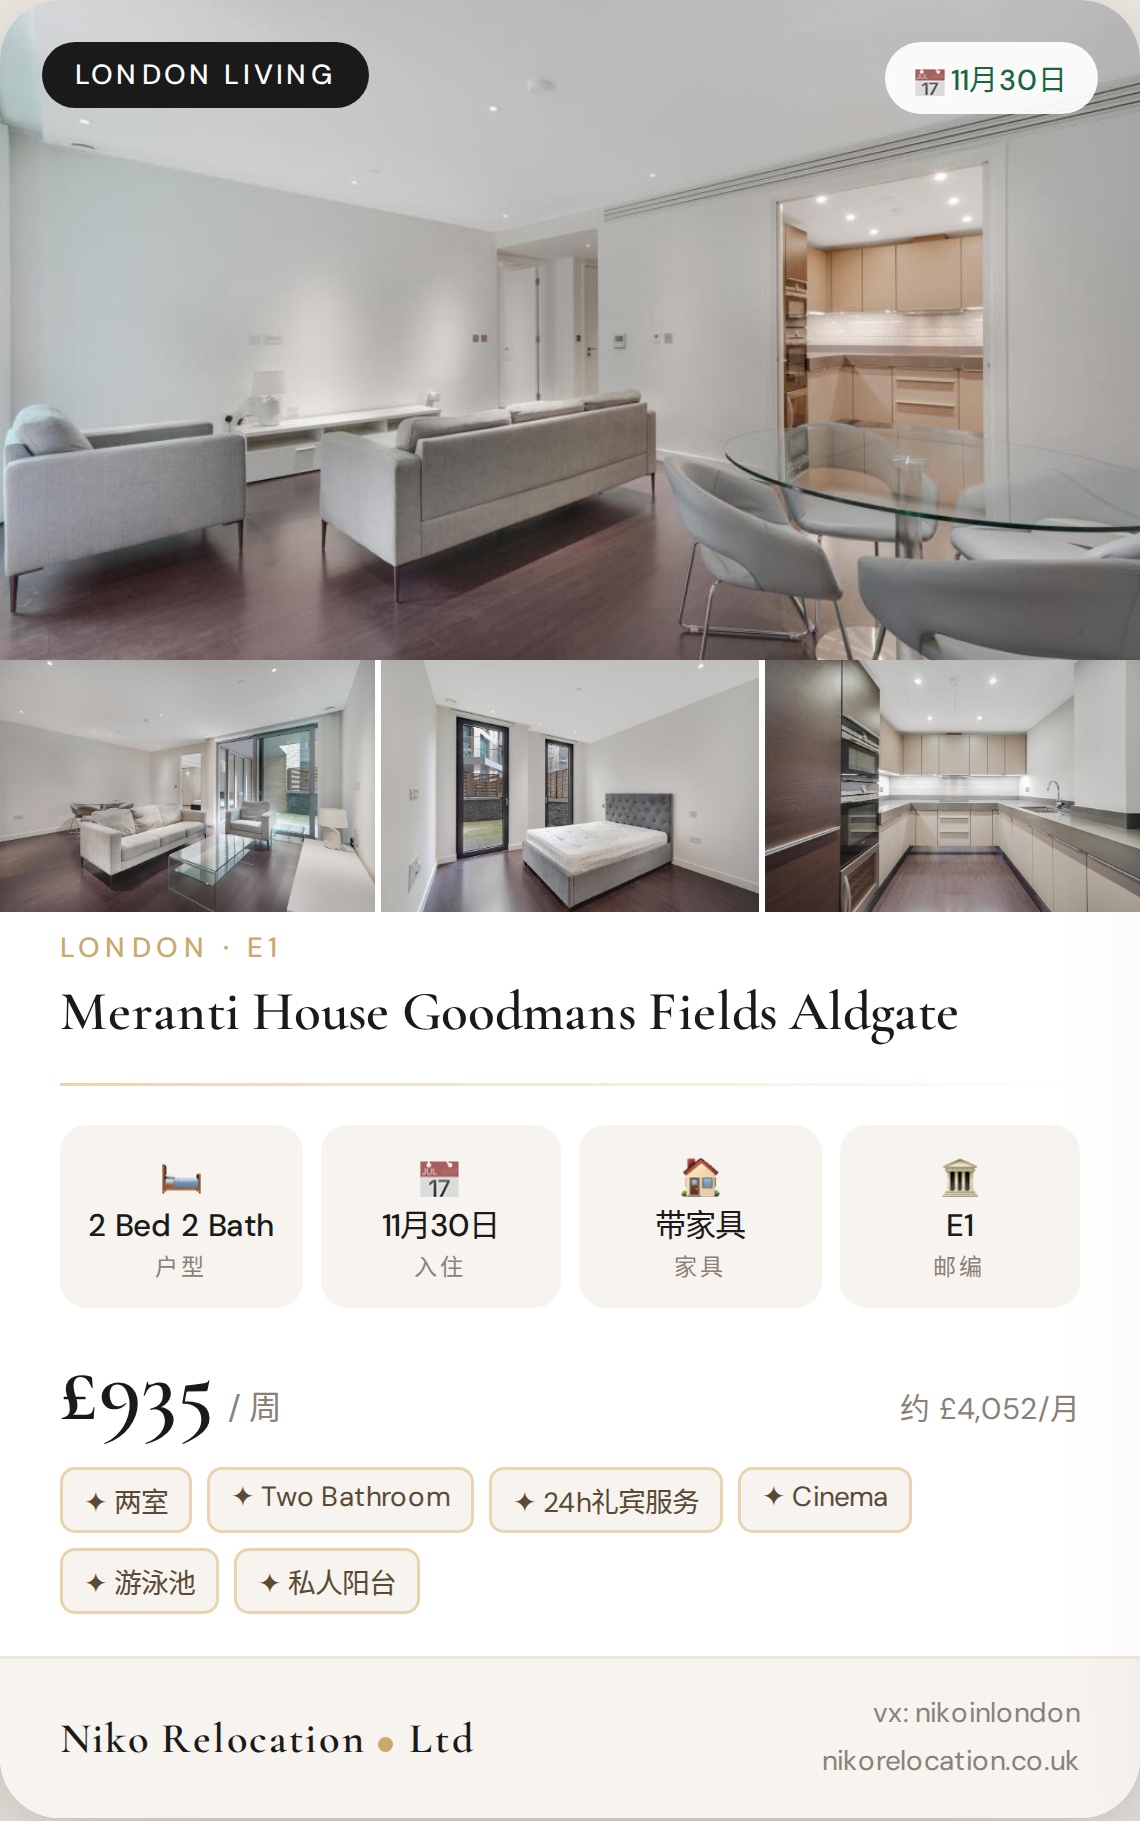 LONDON LIVING
11月30日
LONDON · E1
Meranti House Goodmans Fields Aldgate
2 Bed 2 Bath
户型
11月30日
入住
带家具
家具
E1
邮编
£935 / 周
约 £4,052/月
✦ 两室
✦ Two Bathroom
✦ 24h礼宾服务
✦ Cinema
✦ 游泳池
✦ 私人阳台
Niko Relocation ● Ltd
vx: nikoinlondon
nikorelocation.co.uk